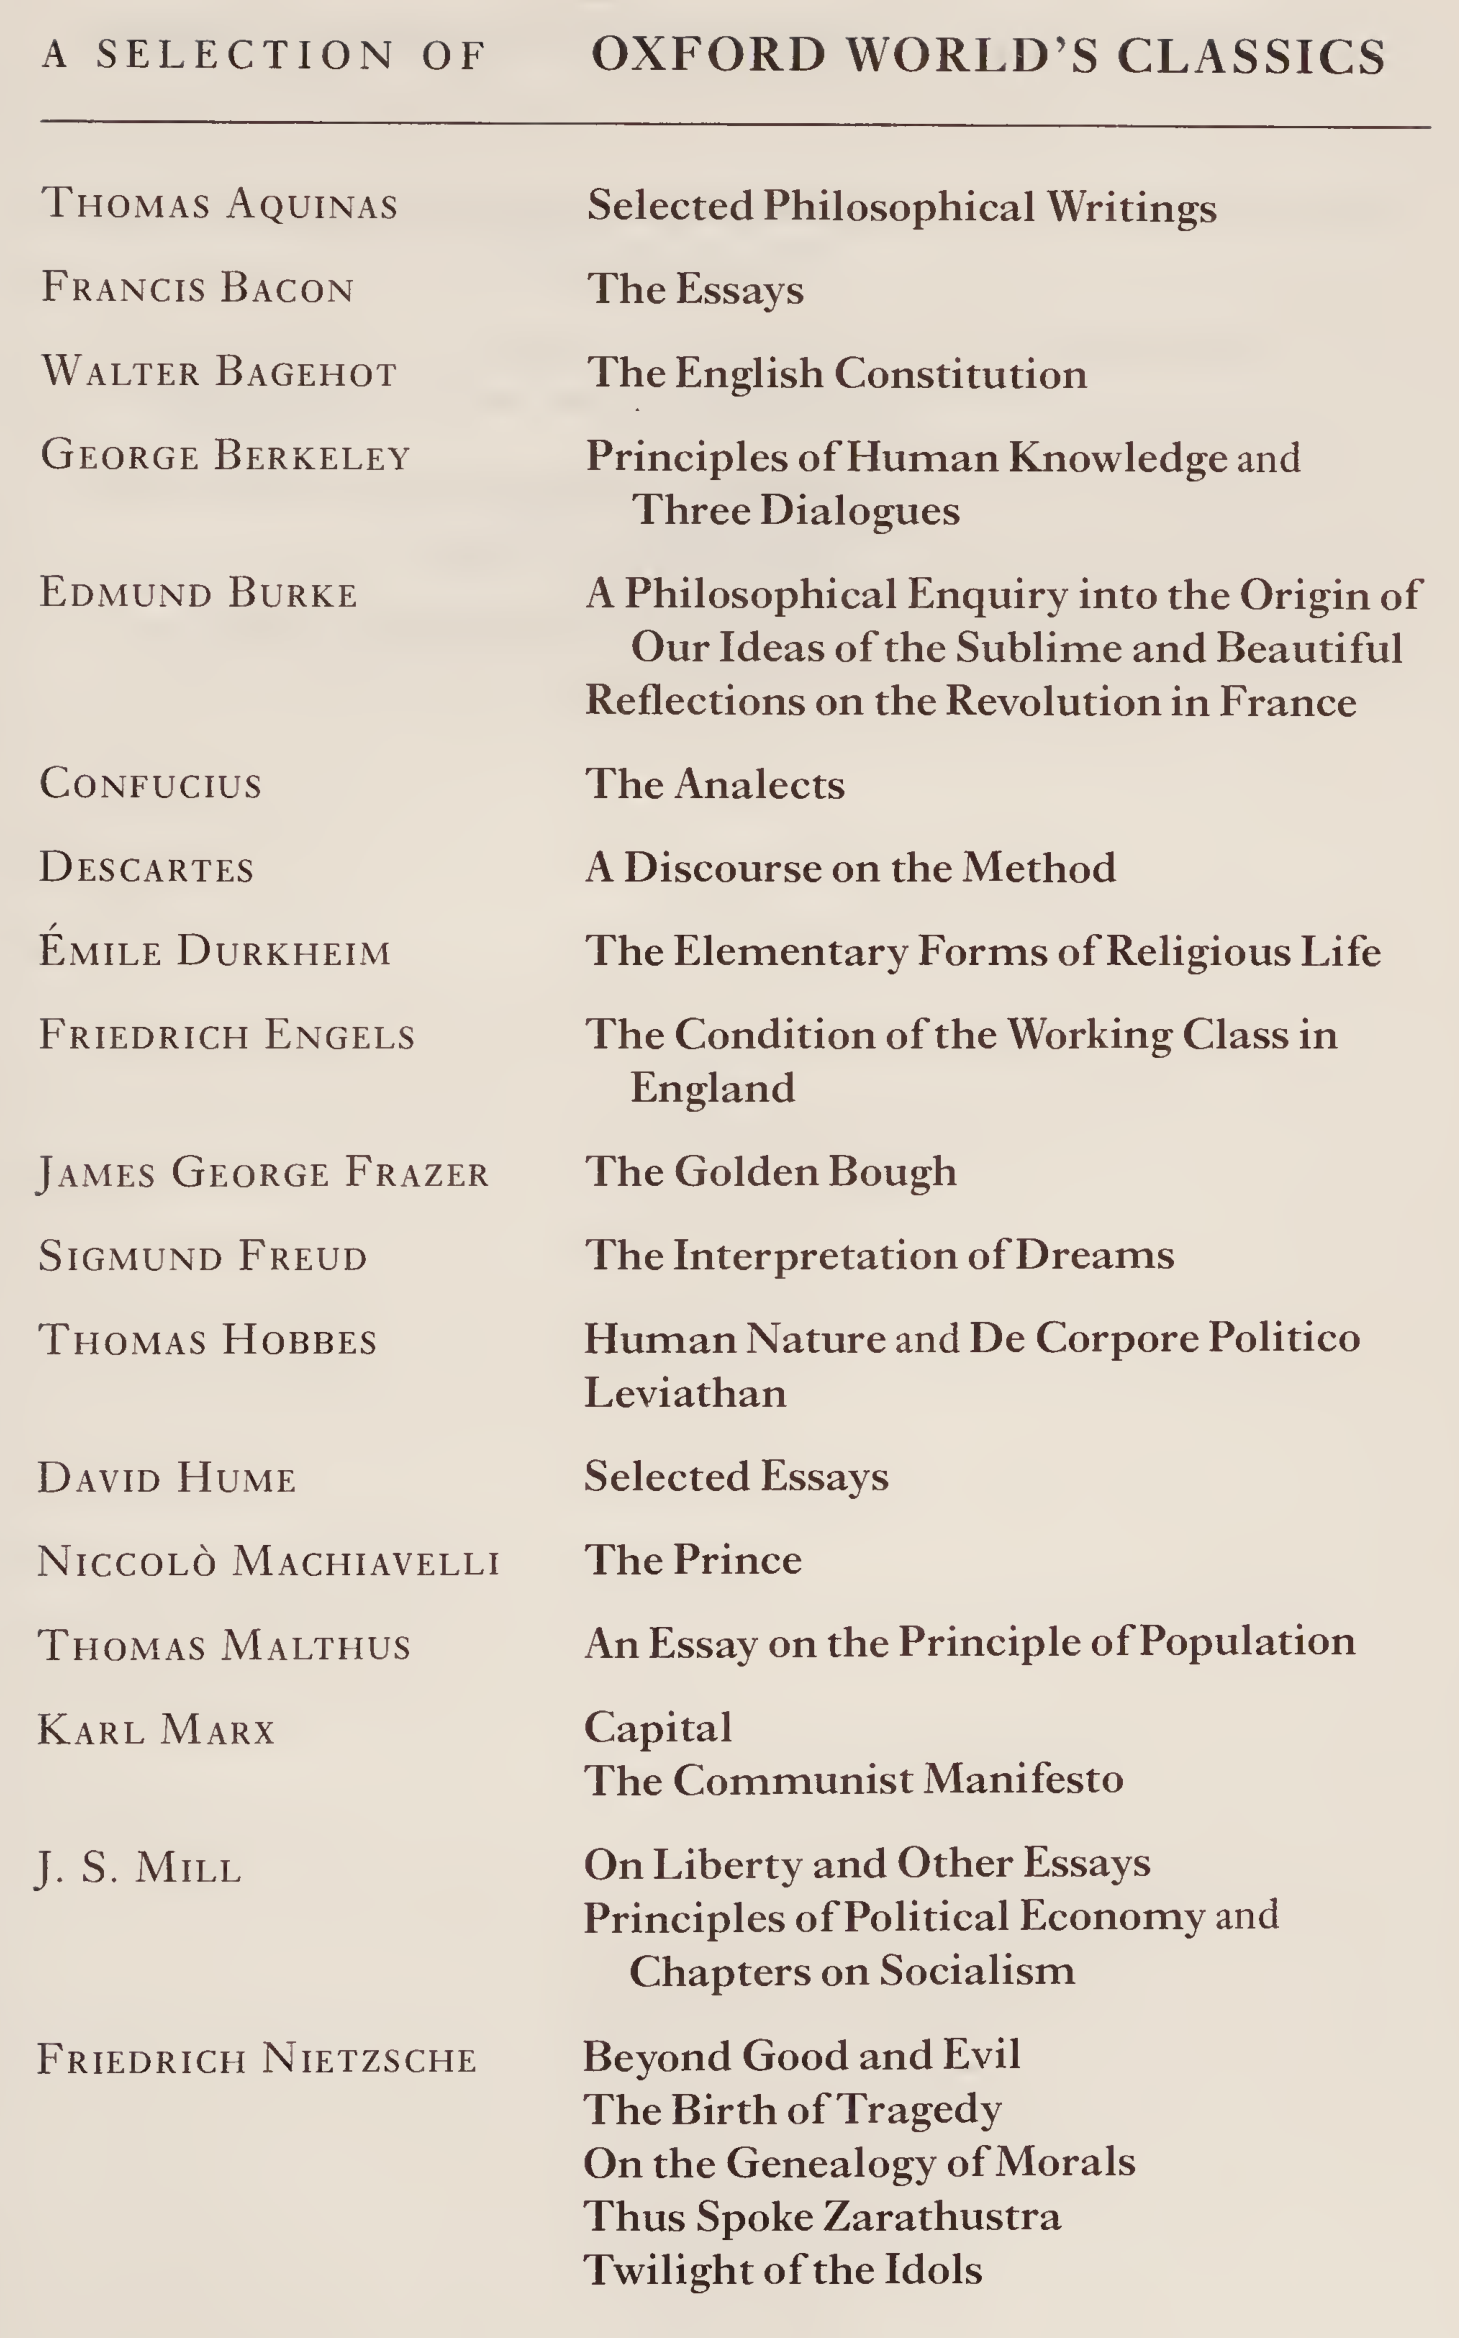 A SELECTION OF OXFORD WORLD'S CLASSICS
THOMAS AQUINAS Selected Philosophical Writings
FRANCIS BACON The Essays
WALTER BAGEHOT The English Constitution
GEORGE BERKELEY Principles of Human Knowledge and
Three Dialogues
EDMUND BURKE A Philosophical Enquiry into the Origin of
Our Ideas of the Sublime and Beautiful
Reflections on the Revolution in France
CONFUCIUS The Analects
DESCARTES A Discourse on the Method
ÉMILE DURKHEIM The Elementary Forms of Religious Life
FRIEDRICH ENGELS The Condition of the Working Class in
England
JAMES GEORGE FRAZER The Golden Bough
SIGMUND FREUD The Interpretation of Dreams
THOMAS HOBBES Human Nature and De Corpore Politico
Leviathan
DAVID HUME Selected Essays
NICCOLÒ MACHIAVELLI The Prince
THOMAS MALTHUS An Essay on the Principle of Population
KARL MARX Capital
The Communist Manifesto
J. S. MILL On Liberty and Other Essays
Principles of Political Economy and
Chapters on Socialism
FRIEDRICH NIETZSCHE Beyond Good and Evil
The Birth of Tragedy
On the Genealogy of Morals
Thus Spoke Zarathustra
Twilight of the Idols